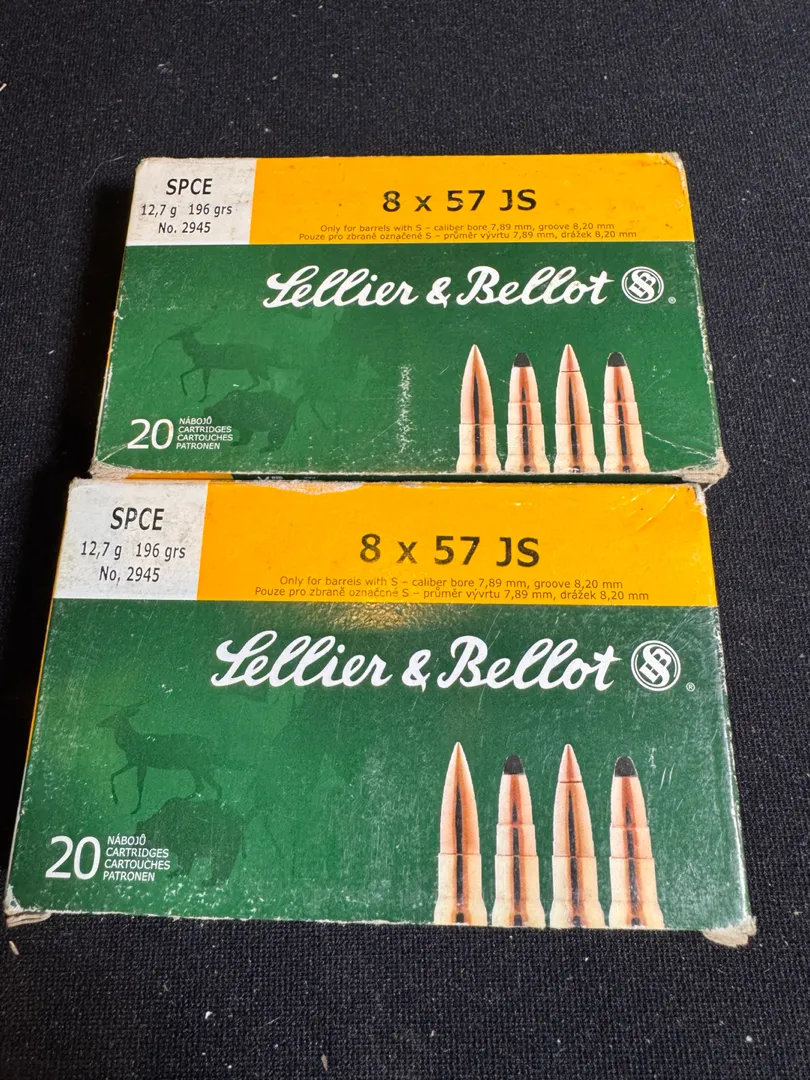 SPCE
12,7 g 196 grs
No. 2945
8 x 57 JS
Only for barrels with S – caliber bore 7,89 mm, groove 8,20 mm
Pouze pro zbraně označené S – průměr vývrtu 7,89 mm, drážek 8,20 mm
Sellier & Bellot
®
20
NÁBOJŮ
CARTRIDGES
CARTOUCHES
PATRONEN
SPCE
12,7 g 196 grs
No. 2945
8 x 57 JS
Only for barrels with S – caliber bore 7,89 mm, groove 8,20 mm
Pouze pro zbraně označené S – průměr vývrtu 7,89 mm, drážek 8,20 mm
Sellier & Bellot
®
20
NÁBOJŮ
CARTRIDGES
CARTOUCHES
PATRONEN